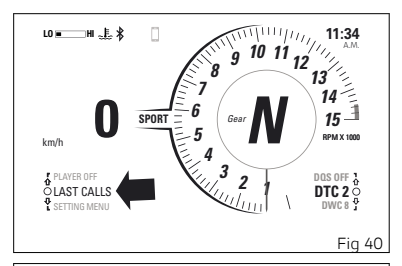 LO HI
11:34
A.M.
1 2 3 4 5 6 7 8 9 10 11 12 13 14 15
RPM X 1000
0
km/h
SPORT
Gear N
PLAYER OFF
LAST CALLS
SETTING MENU
DQS OFF
DTC 2
DWC 8
Fig 40